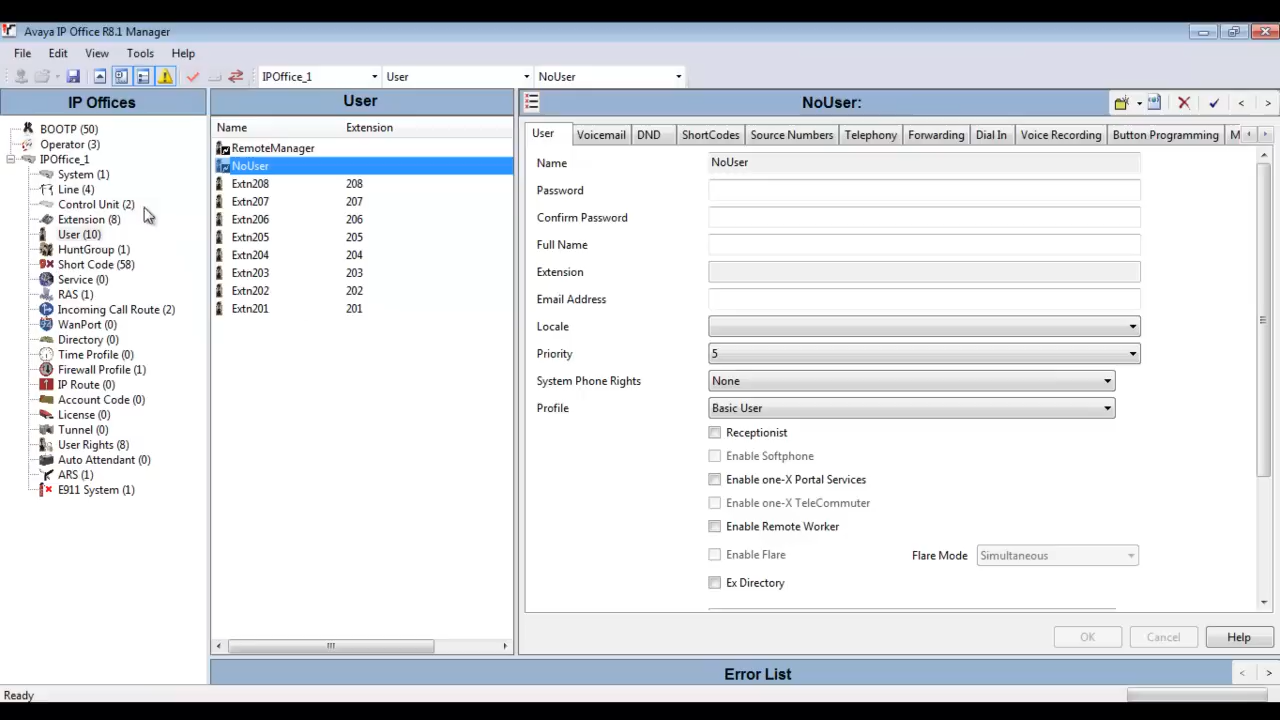 Avaya IP Office R8.1 Manager
File Edit View Tools Help
IPOffice_1 User NoUser
IP Offices
BOOTP (50)
Operator (3)
IPOffice_1
System (1)
Line (4)
Control Unit (2)
Extension (8)
User (10)
HuntGroup (1)
Short Code (58)
Service (0)
RAS (1)
Incoming Call Route (2)
WanPort (0)
Directory (0)
Time Profile (0)
Firewall Profile (1)
IP Route (0)
Account Code (0)
License (0)
Tunnel (0)
User Rights (8)
Auto Attendant (0)
ARS (1)
E911 System (1)
User
Name Extension
RemoteManager
NoUser
Extn208 208
Extn207 207
Extn206 206
Extn205 205
Extn204 204
Extn203 203
Extn202 202
Extn201 201
NoUser:
User Voicemail DND ShortCodes Source Numbers Telephony Forwarding Dial In Voice Recording Button Programming M
Name NoUser
Password
Confirm Password
Full Name
Extension
Email Address
Locale
Priority 5
System Phone Rights None
Profile Basic User
Receptionist
Enable Softphone
Enable one-X Portal Services
Enable one-X TeleCommuter
Enable Remote Worker
Enable Flare Flare Mode Simultaneous
Ex Directory
OK Cancel Help
Error List
Ready